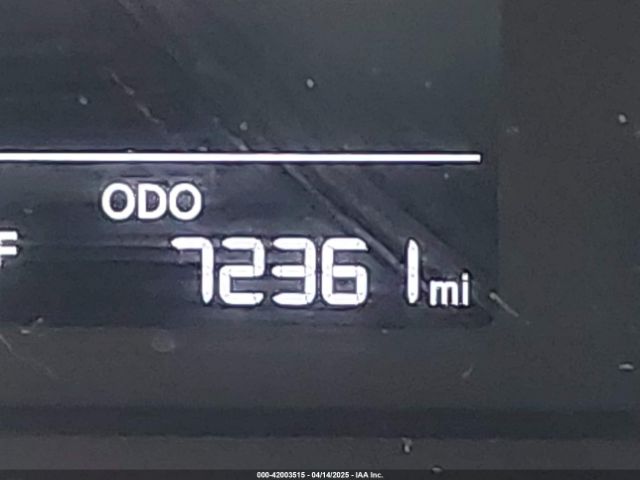 ODO
F
72361 mi
000-42003515 - 04/14/2025 - IAA Inc.